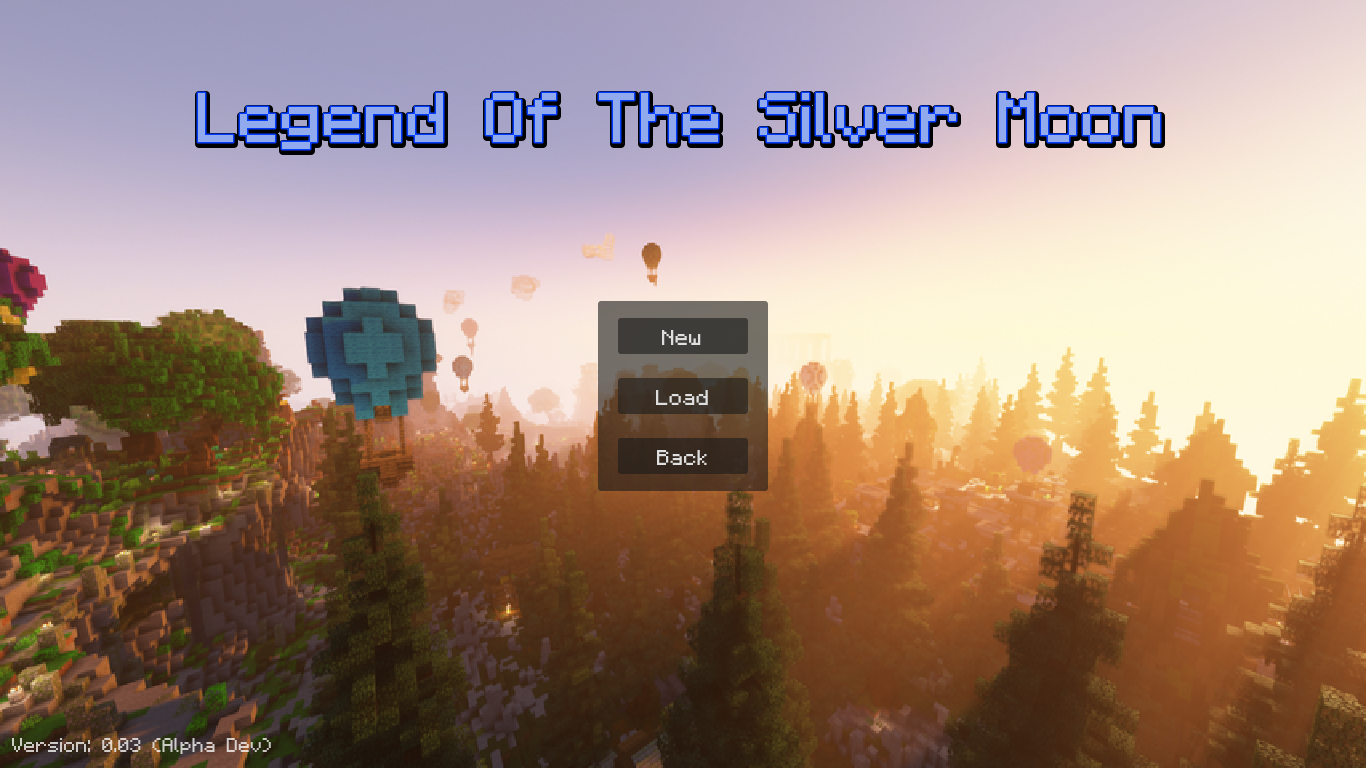 Legend Of The Silver Moon
New
Load
Back
Version: 0.03 (Alpha Dev)